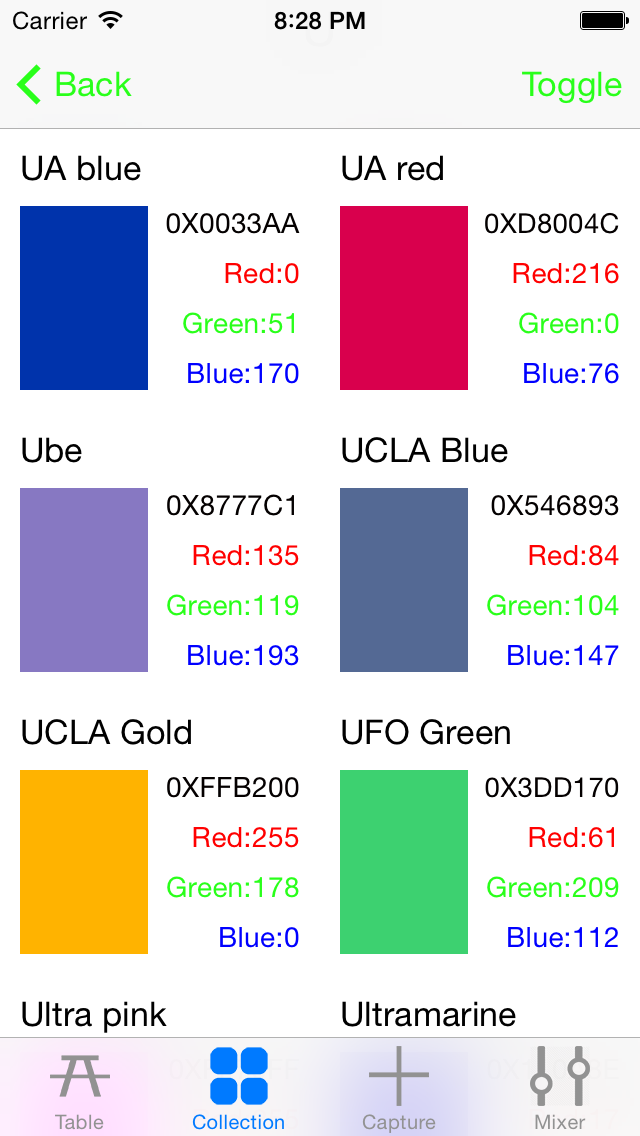 Carrier 8:28 PM
Back Toggle
UA blue UA red
0X0033AA 0XD8004C
Red:0 Red:216
Green:51 Green:0
Blue:170 Blue:76
Ube UCLA Blue
0X8777C1 0X546893
Red:135 Red:84
Green:119 Green:104
Blue:193 Blue:147
UCLA Gold UFO Green
0XFFB200 0X3DD170
Red:255 Red:61
Green:178 Green:209
Blue:0 Blue:112
Ultra pink Ultramarine
Table Collection Capture Mixer